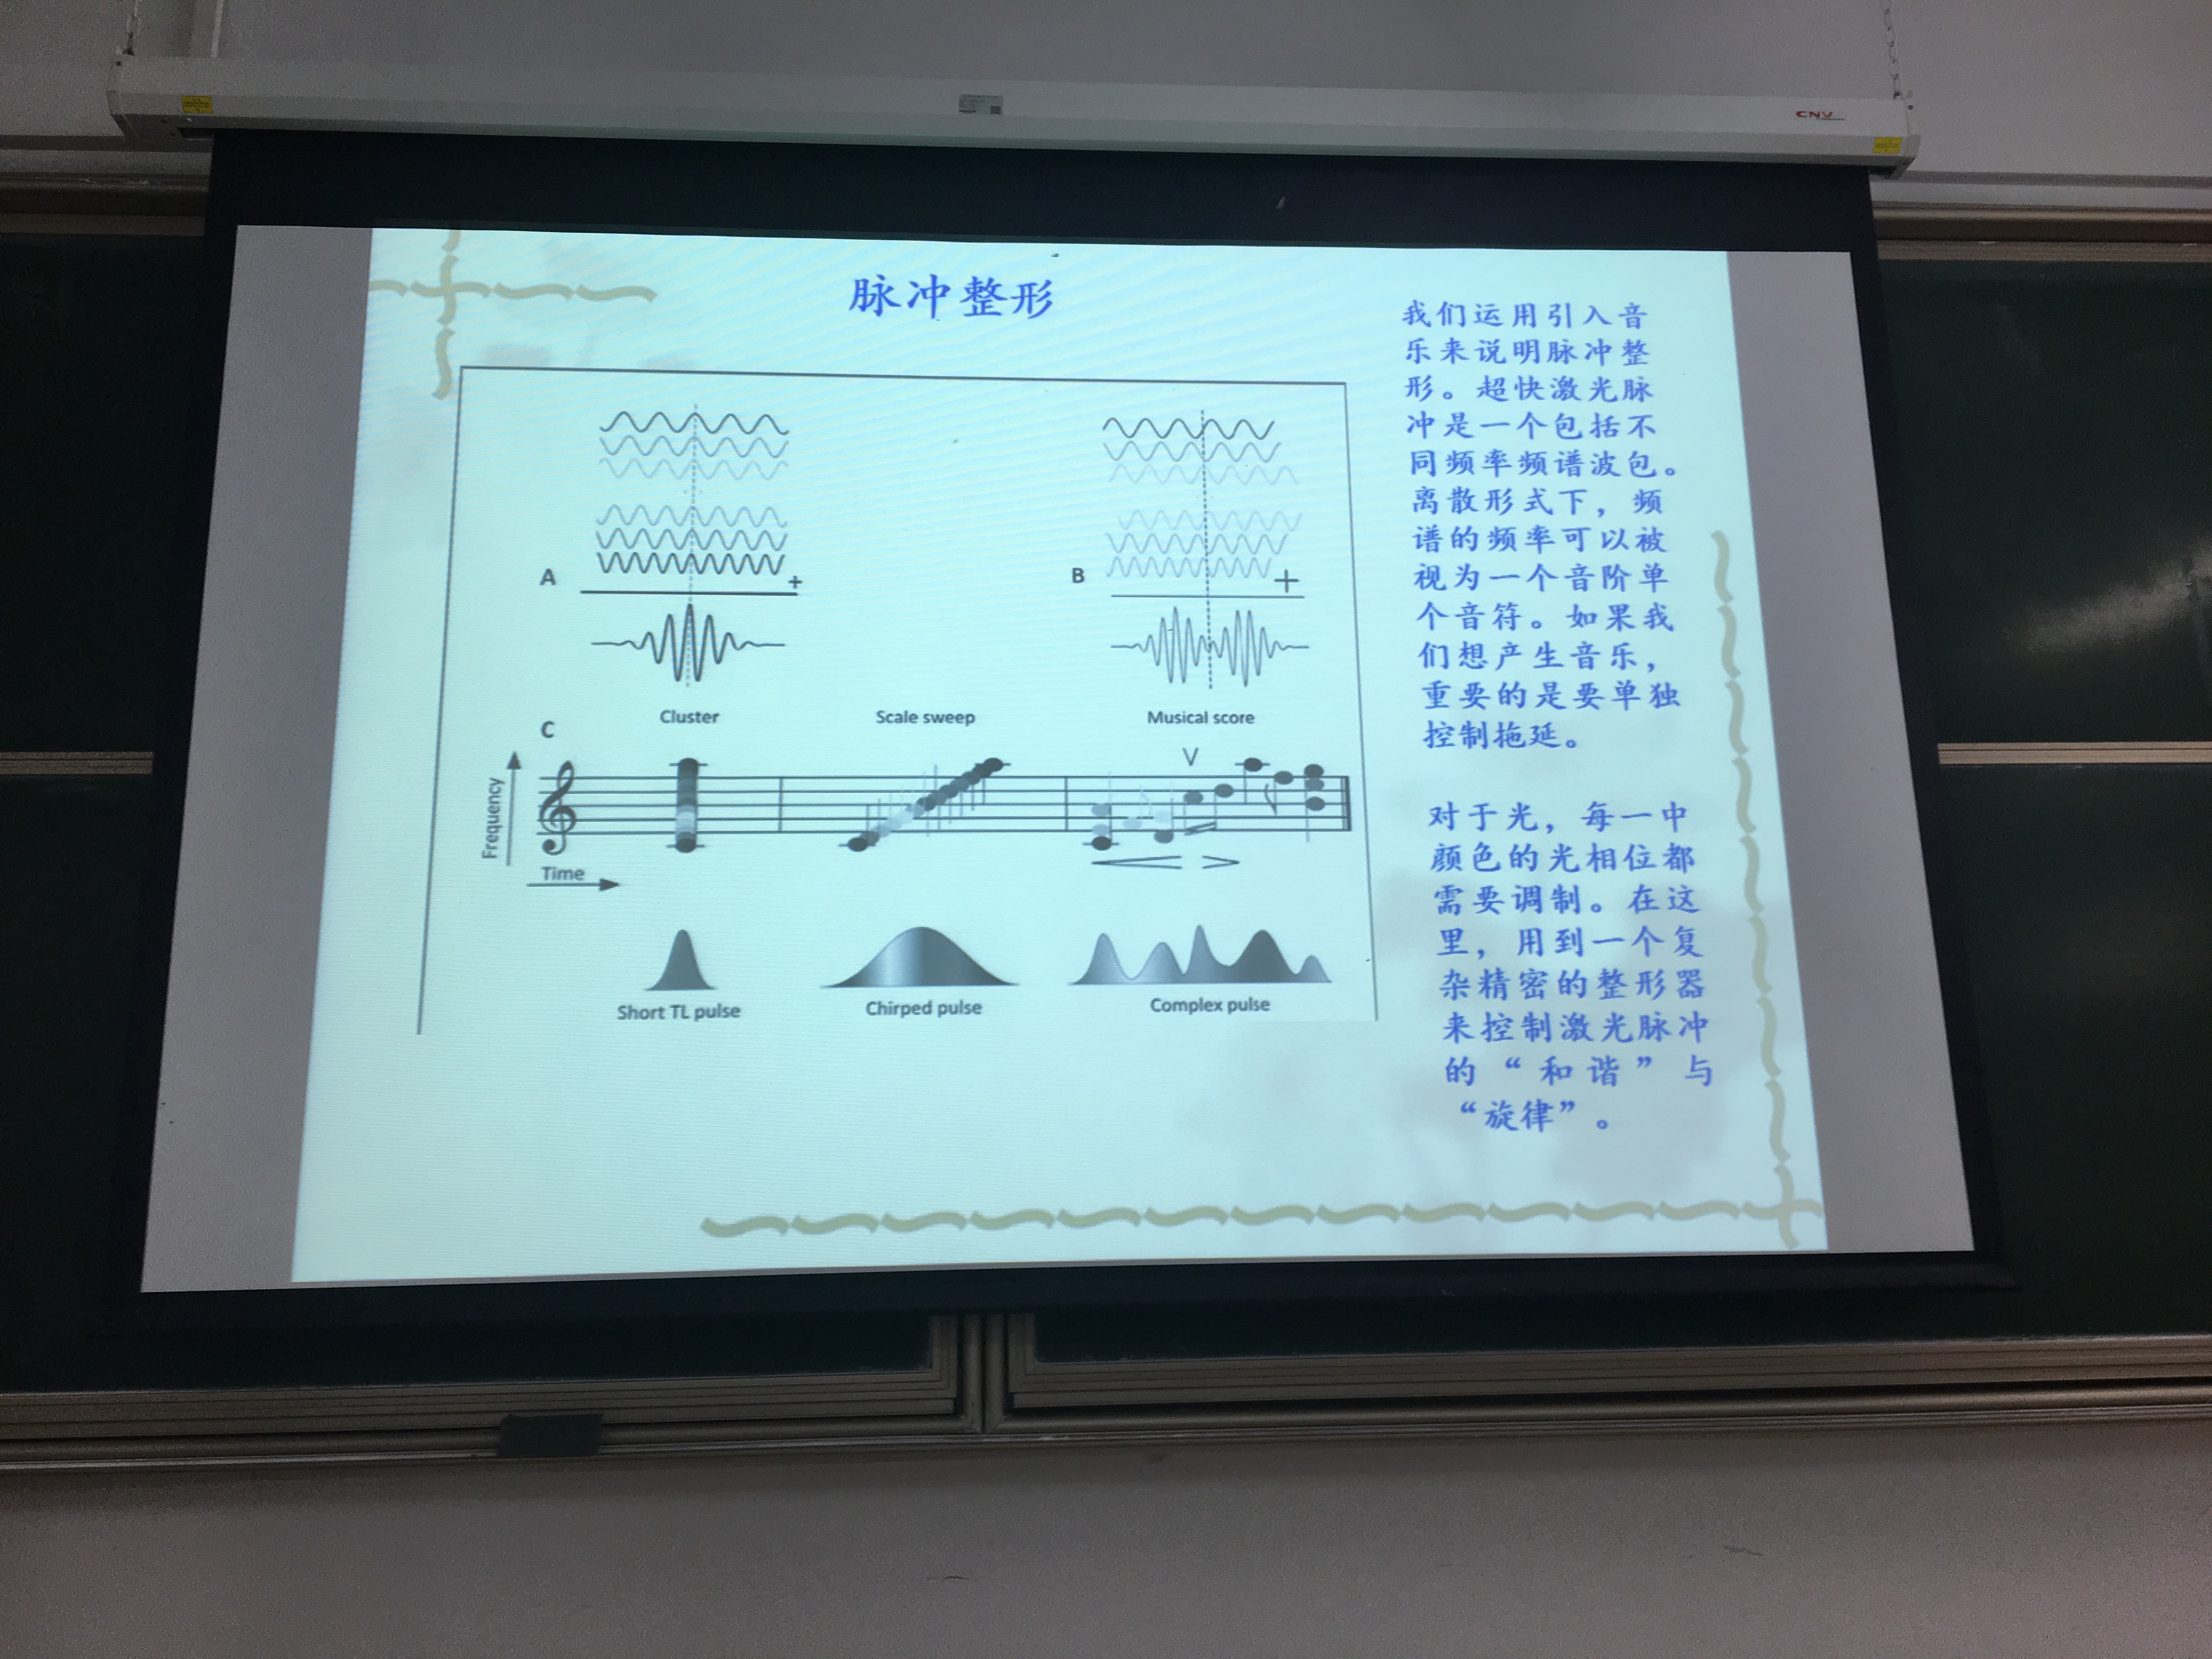 CNV
脉冲整形
A
+
B
+
Cluster
Scale sweep
Musical score
C
V
Frequency
Time
Short TL pulse
Chirped pulse
Complex pulse
我们运用引入音
乐来说明脉冲整
形。超快激光脉
冲是一个包括不
同频率频谱波包。
离散形式下，频
谱的频率可以被
视为一个音阶单
个音符。如果我
们想产生音乐，
重要的是要单独
控制拖延。
对于光，每一中
颜色的光相位都
需要调制。在这
里，用到一个复
杂精密的整形器
来控制激光脉冲
的“和谐”与
“旋律”。